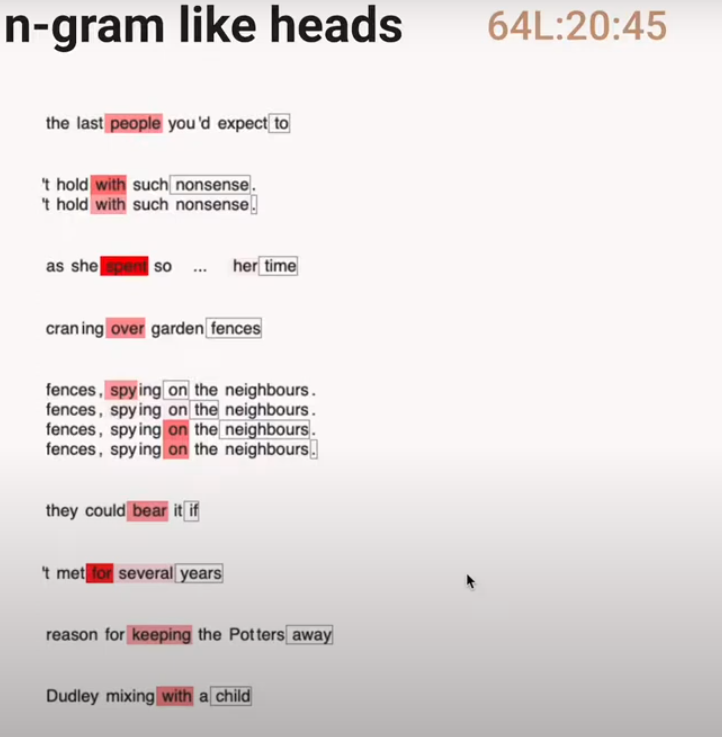 n-gram like heads 64L:20:45
the last people you'd expect to
't hold with such nonsense.
't hold with such nonsense.
as she spent so ... her time
craning over garden fences
fences, spying on the neighbours.
fences, spying on the neighbours.
fences, spying on the neighbours.
fences, spying on the neighbours.
they could bear it if
't met for several years
reason for keeping the Potters away
Dudley mixing with a child